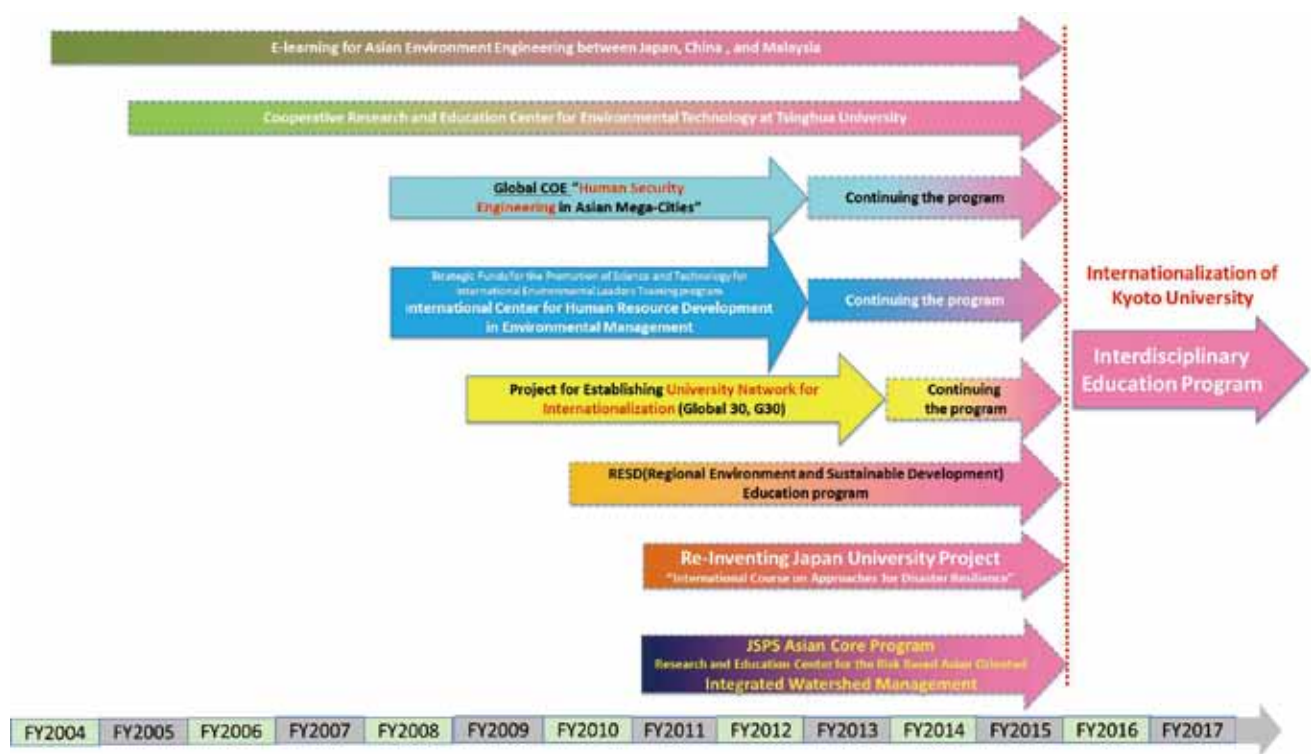 E-learning for Asian Environment Engineering between Japan, China , and Malaysia
Cooperative Research and Education Center for Environmental Technology at Tsinghua University
Global COE "Human Security
Engineering in Asian Mega-Cities"
Continuing the program
Strategic Funds for the Promotion of Science and Technology for
International Environmental Leaders Training program
International Center for Human Resource Development
in Environmental Management
Continuing the program
Internationalization of
Kyoto University
Interdisciplinary
Education Program
Project for Establishing University Network for
Internationalization (Global 30, G30)
Continuing
the program
RESD(Regional Environment and Sustainable Development)
Education program
Re-Inventing Japan University Project
"International Course on Approaches for Disaster Resilience"
JSPS Asian Core Program
Research and Education Center for the Risk Based Asian Oriented
Integrated Watershed Management
FY2004 FY2005 FY2006 FY2007 FY2008 FY2009 FY2010 FY2011 FY2012 FY2013 FY2014 FY2015 FY2016 FY2017